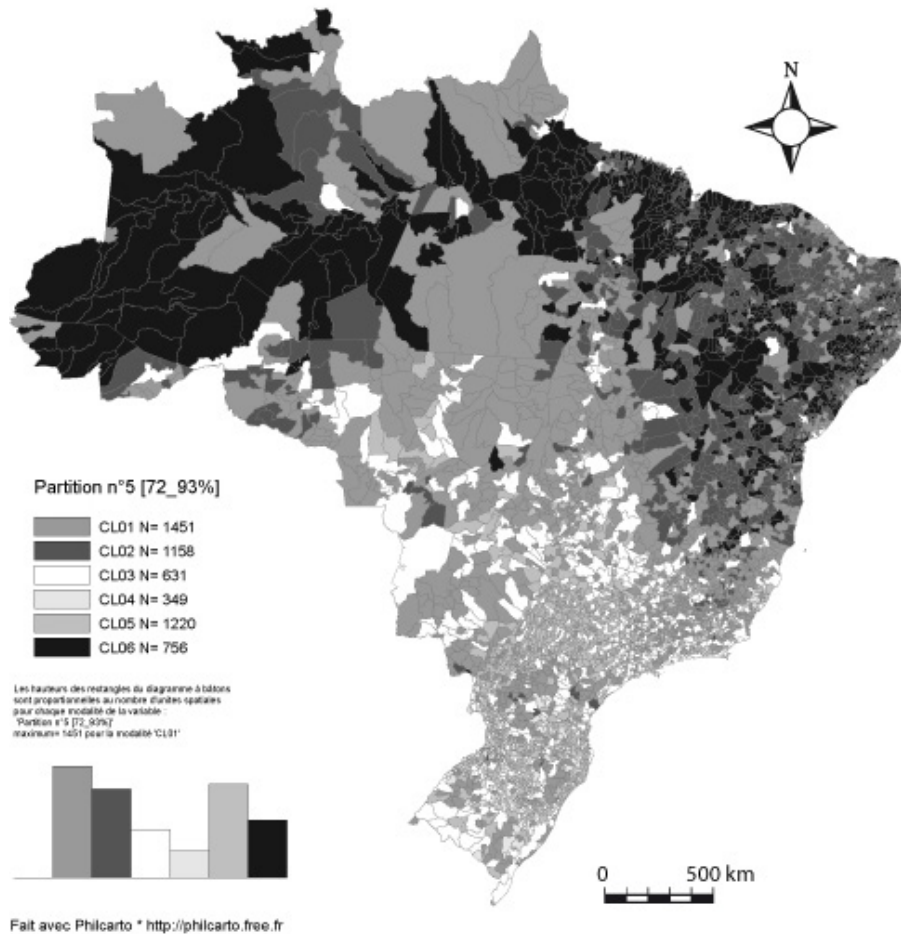 N
Partition n°5 [72_93%]
CL01 N= 1451
CL02 N= 1158
CL03 N= 631
CL04 N= 349
CL05 N= 1220
CL06 N= 756
Les hauteurs des rectangles du diagramme à bâtons
sont proportionnelles au nombre d'unites spatiales
pour chaque modalité de la variable :
'Partition n°5 [72_93%]'
maximum= 1451 pour la modalité 'CL01'
0 500 km
Fait avec Philcarto * http://philcarto.free.fr